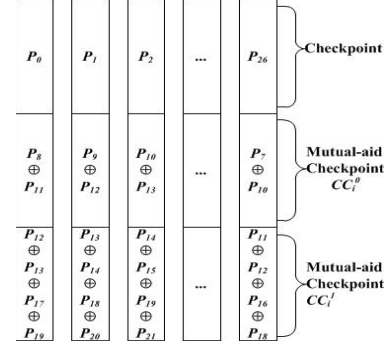 P0 P1 P2 ... P26 Checkpoint
P8 P9 P10 P7 Mutual-aid
⊕ ⊕ ⊕ ... ⊕ Checkpoint
P11 P12 P13 P10 CCi0
P12 P13 P14 P11
⊕ ⊕ ⊕ ⊕
P13 P14 P15 P12 Mutual-aid
⊕ ⊕ ⊕ ... ⊕ Checkpoint
P17 P18 P19 P16 CCi1
⊕ ⊕ ⊕ ⊕
P19 P20 P21 P18